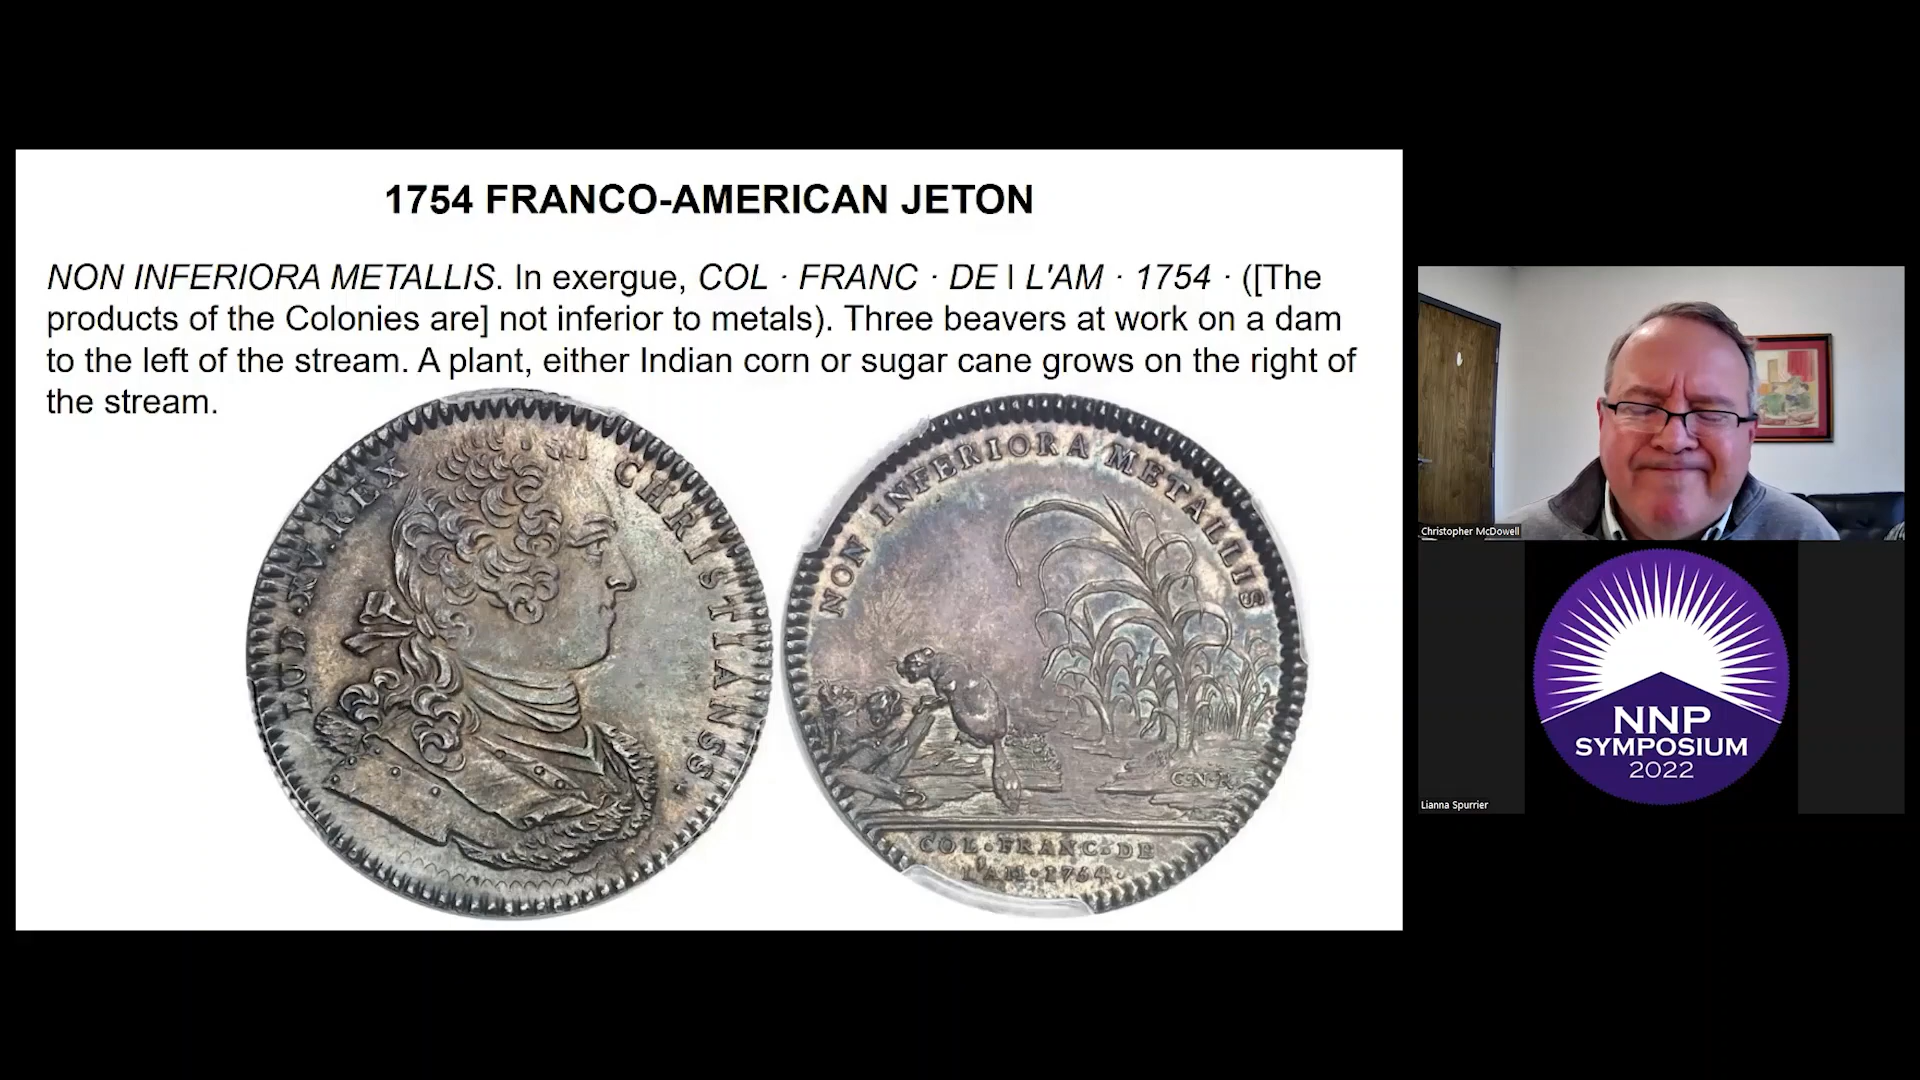 1754 FRANCO-AMERICAN JETON
NON INFERIORA METALLIS. In exergue, COL · FRANC · DE | L'AM · 1754 · ([The
products of the Colonies are] not inferior to metals). Three beavers at work on a dam
to the left of the stream. A plant, either Indian corn or sugar cane grows on the right of
the stream.
LUD·XV·REX CHRISTIANISS.
NON INFERIORA METALLIS
C.N.R.
COL·FRANC·DE
L'AM·1754·
Christopher McDowell
NNP
SYMPOSIUM
2022
Lianna Spurrier